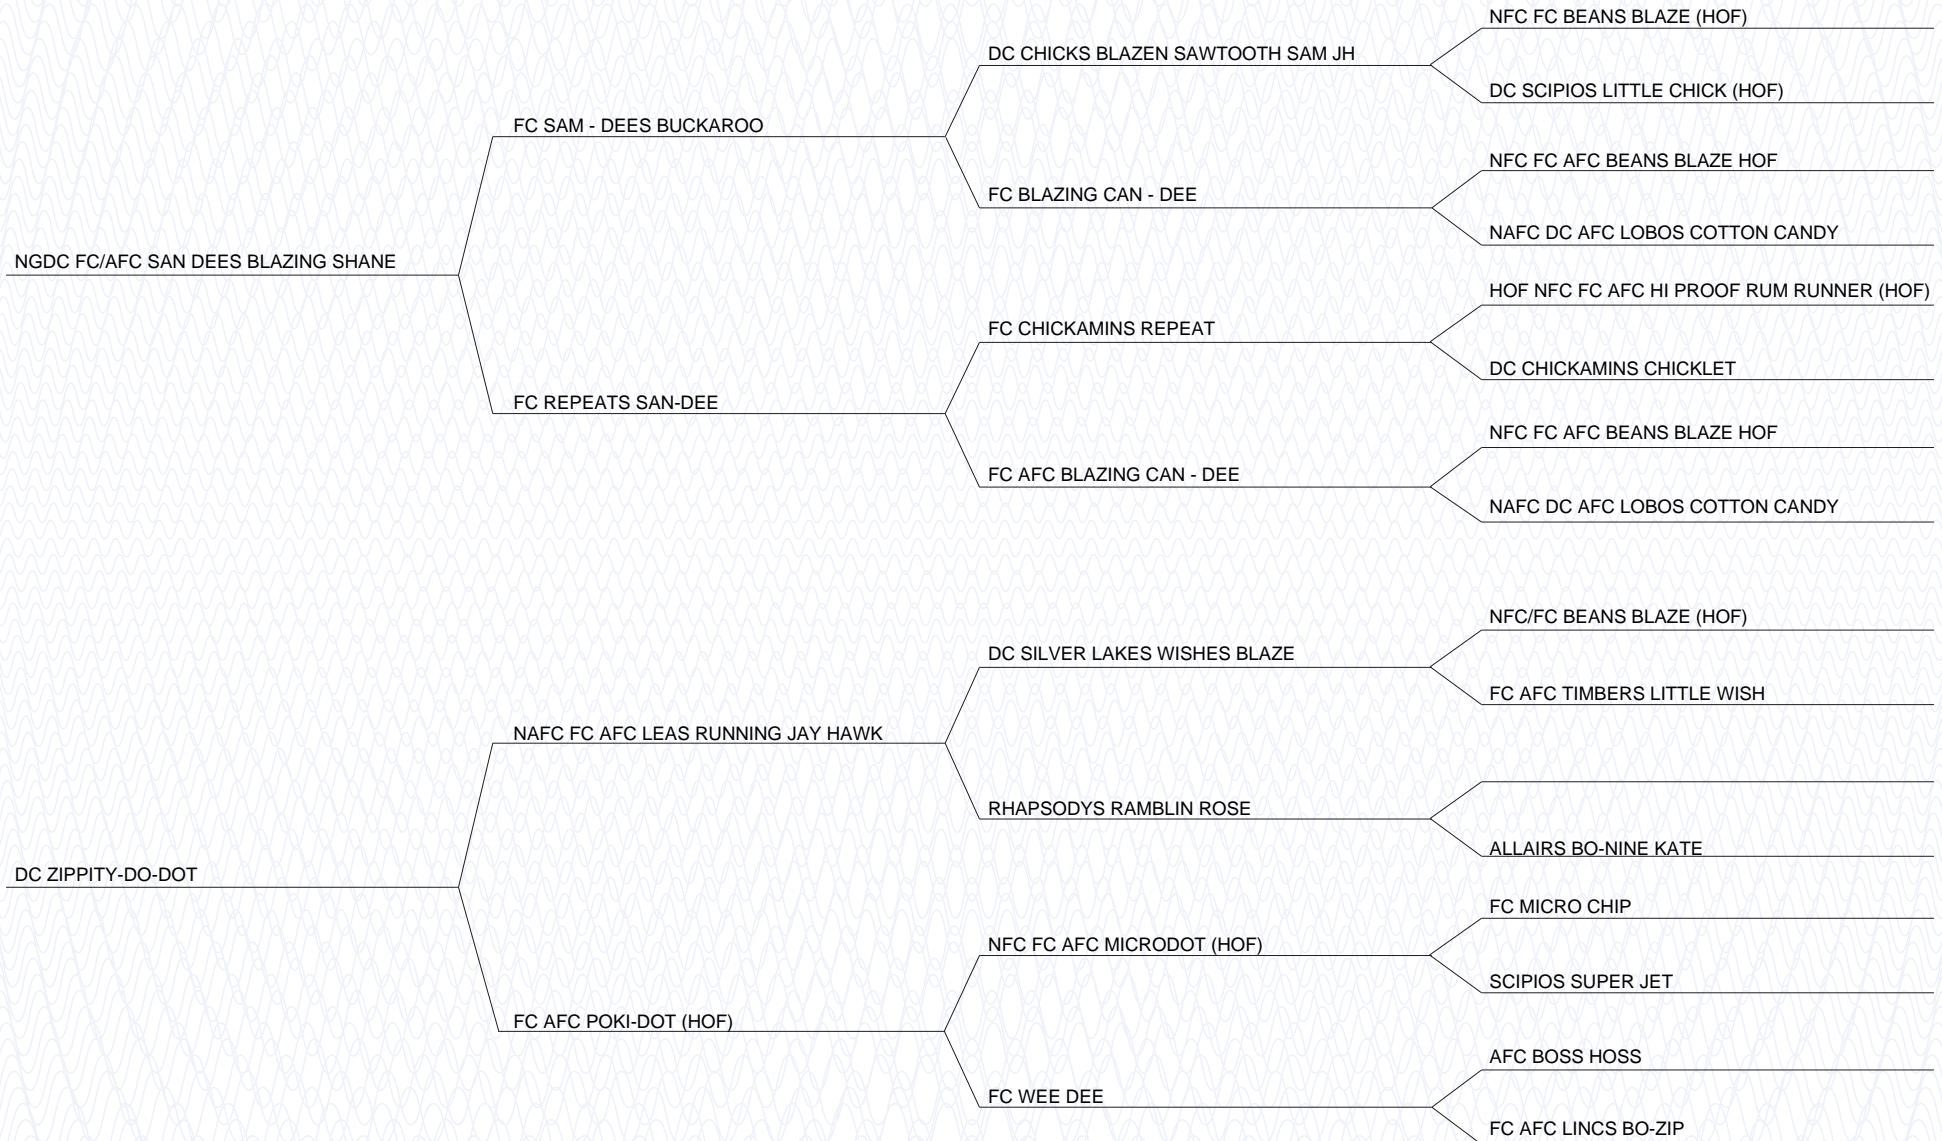 NFC FC BEANS BLAZE (HOF)
DC CHICKS BLAZEN SAWTOOTH SAM JH
DC SCIPIOS LITTLE CHICK (HOF)
FC SAM - DEES BUCKAROO
NFC FC AFC BEANS BLAZE HOF
FC BLAZING CAN - DEE
NAFC DC AFC LOBOS COTTON CANDY
NGDC FC/AFC SAN DEES BLAZING SHANE
HOF NFC FC AFC HI PROOF RUM RUNNER (HOF)
FC CHICKAMINS REPEAT
DC CHICKAMINS CHICKLET
FC REPEATS SAN-DEE
NFC FC AFC BEANS BLAZE HOF
FC AFC BLAZING CAN - DEE
NAFC DC AFC LOBOS COTTON CANDY
NFC/FC BEANS BLAZE (HOF)
DC SILVER LAKES WISHES BLAZE
FC AFC TIMBERS LITTLE WISH
NAFC FC AFC LEAS RUNNING JAY HAWK
RHAPSODYS RAMBLIN ROSE
ALLAIRS BO-NINE KATE
DC ZIPPITY-DO-DOT
FC MICRO CHIP
NFC FC AFC MICRODOT (HOF)
SCIPIOS SUPER JET
FC AFC POKI-DOT (HOF)
AFC BOSS HOSS
FC WEE DEE
FC AFC LINCS BO-ZIP